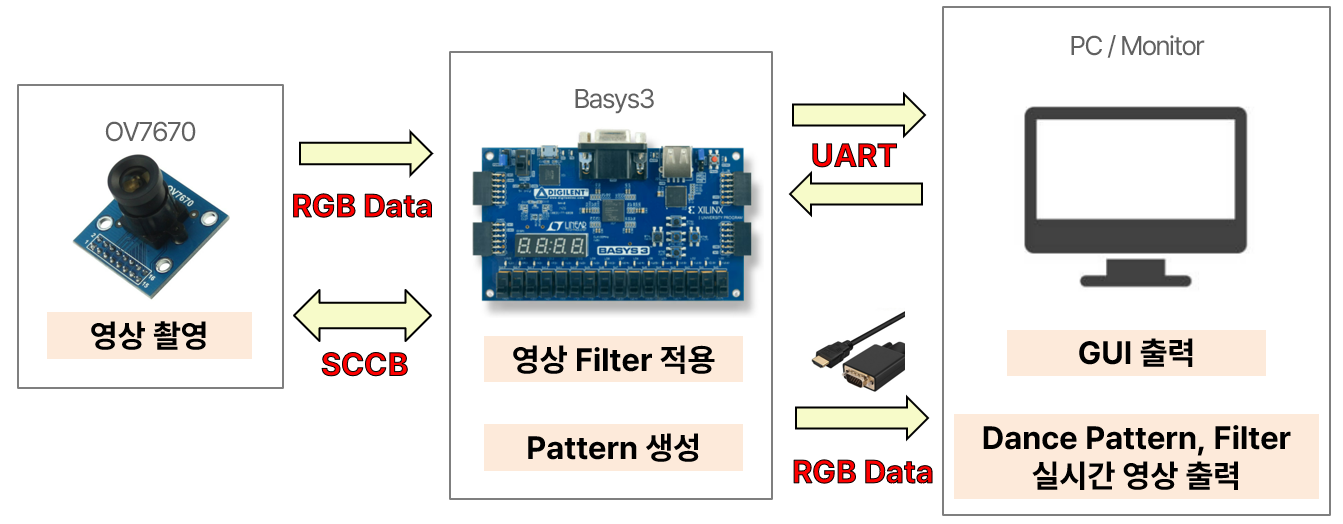 OV7670
OV7670
RGB Data
SCCB
영상 촬영
Basys3
DIGILENT
XILINX
LINEAR
BASYS 3
영상 Filter 적용
Pattern 생성
UART
RGB Data
PC / Monitor
GUI 출력
Dance Pattern, Filter
실시간 영상 출력